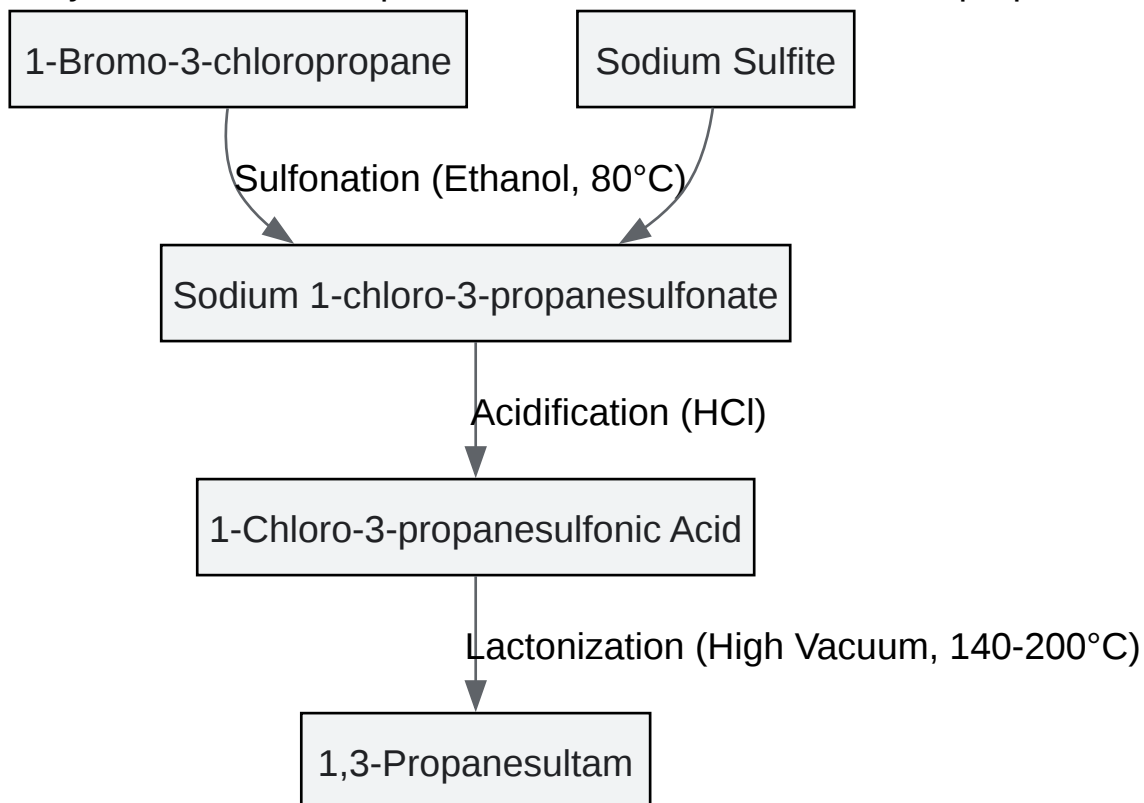 1-Bromo-3-chloropropane
Sodium Sulfite
Sulfonation (Ethanol, 80°C)
Sodium 1-chloro-3-propanesulfonate
Acidification (HCl)
1-Chloro-3-propanesulfonic Acid
Lactonization (High Vacuum, 140-200°C)
1,3-Propanesultam